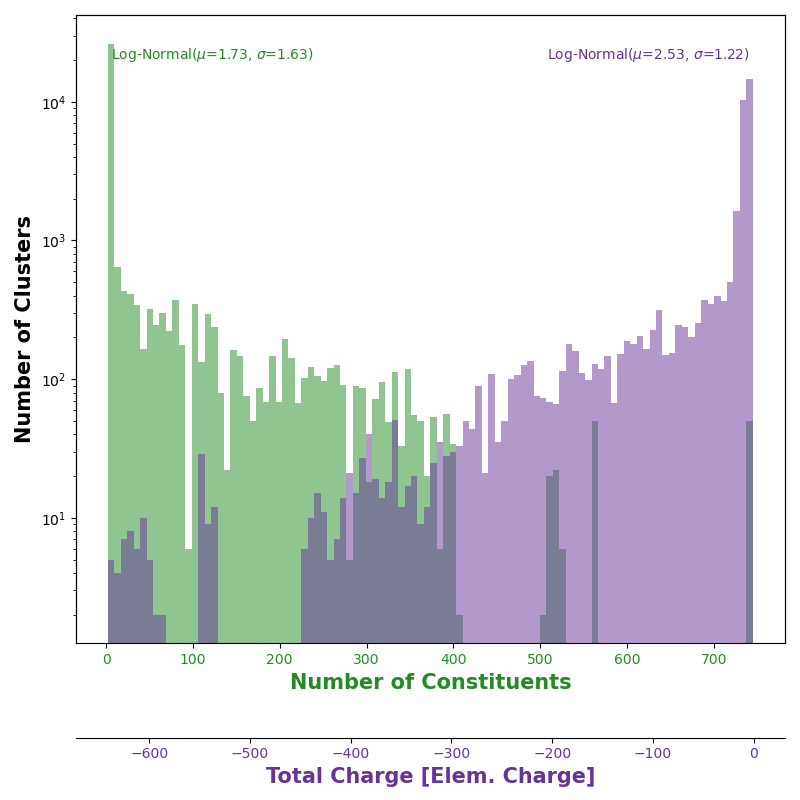 Log-Normal(μ=1.73, σ=1.63)
Log-Normal(μ=2.53, σ=1.22)
10⁴
10³
10²
10¹
Number of Clusters
0 100 200 300 400 500 600 700
Number of Constituents
−600 −500 −400 −300 −200 −100 0
Total Charge [Elem. Charge]